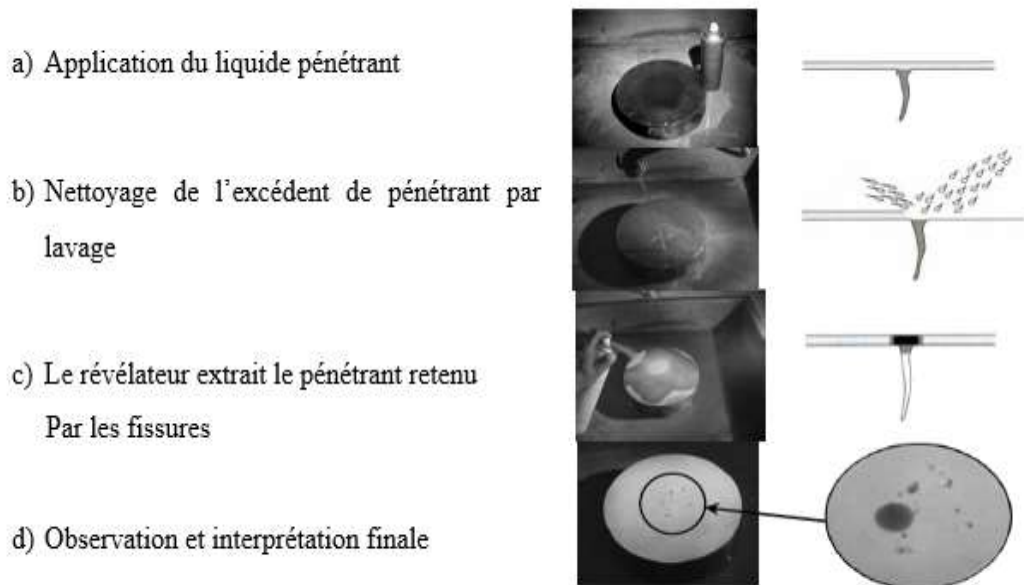 a) Application du liquide pénétrant
b) Nettoyage de l'excédent de pénétrant par
lavage
c) Le révélateur extrait le pénétrant retenu
Par les fissures
d) Observation et interprétation finale